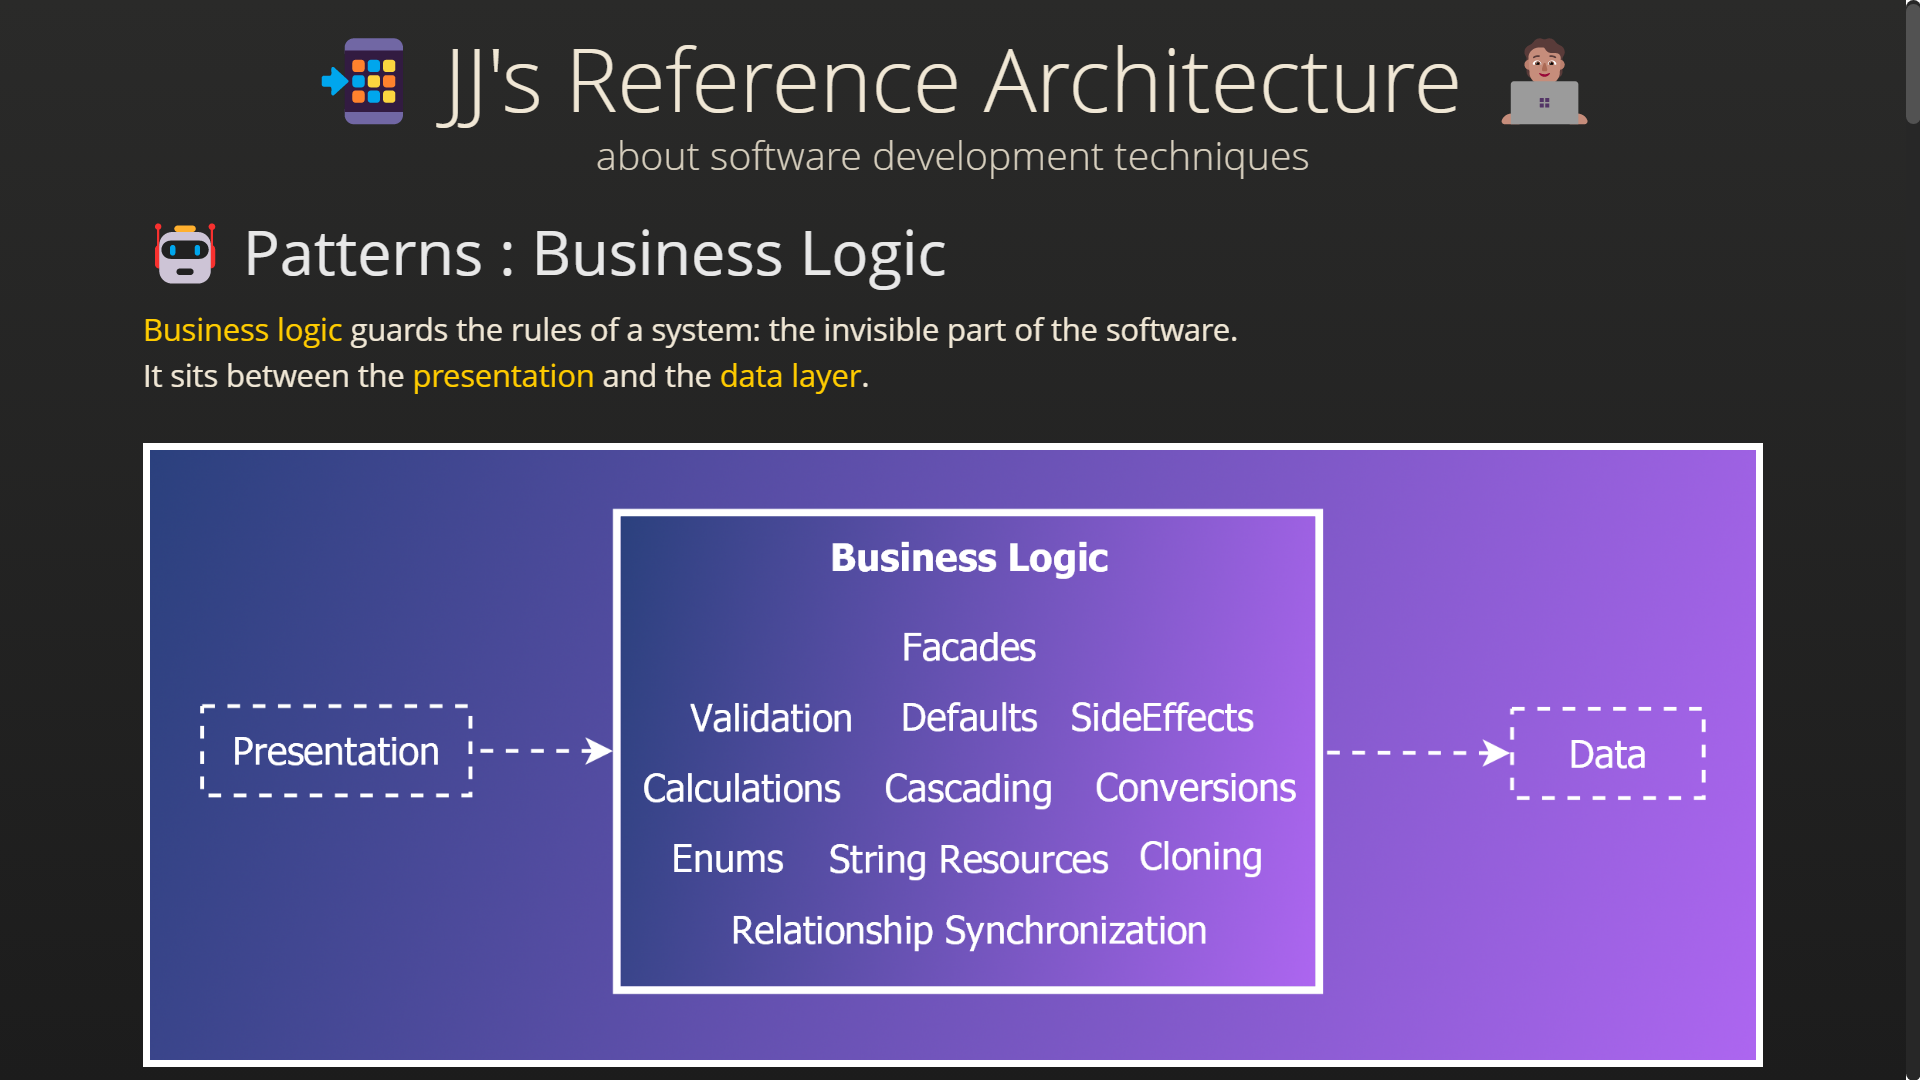 JJ's Reference Architecture
about software development techniques
Patterns : Business Logic
Business logic guards the rules of a system: the invisible part of the software.
It sits between the presentation and the data layer.
Business Logic
Facades
Validation Defaults SideEffects
Presentation
Data
Calculations Cascading Conversions
Enums String Resources Cloning
Relationship Synchronization